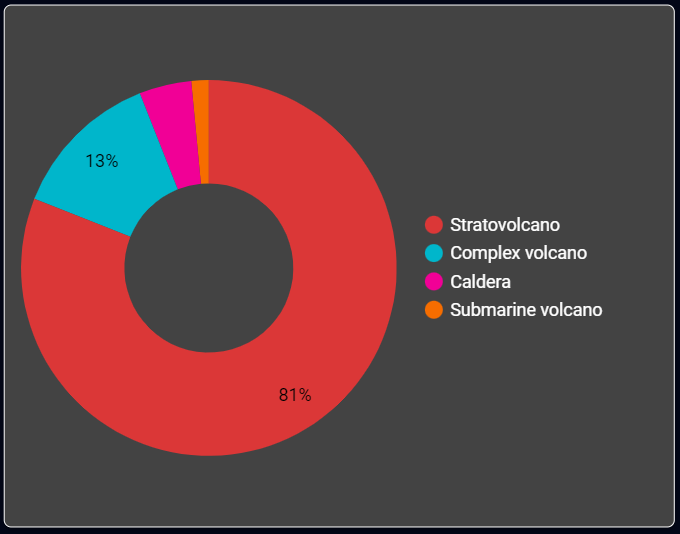 13%
81%
Stratovolcano
Complex volcano
Caldera
Submarine volcano